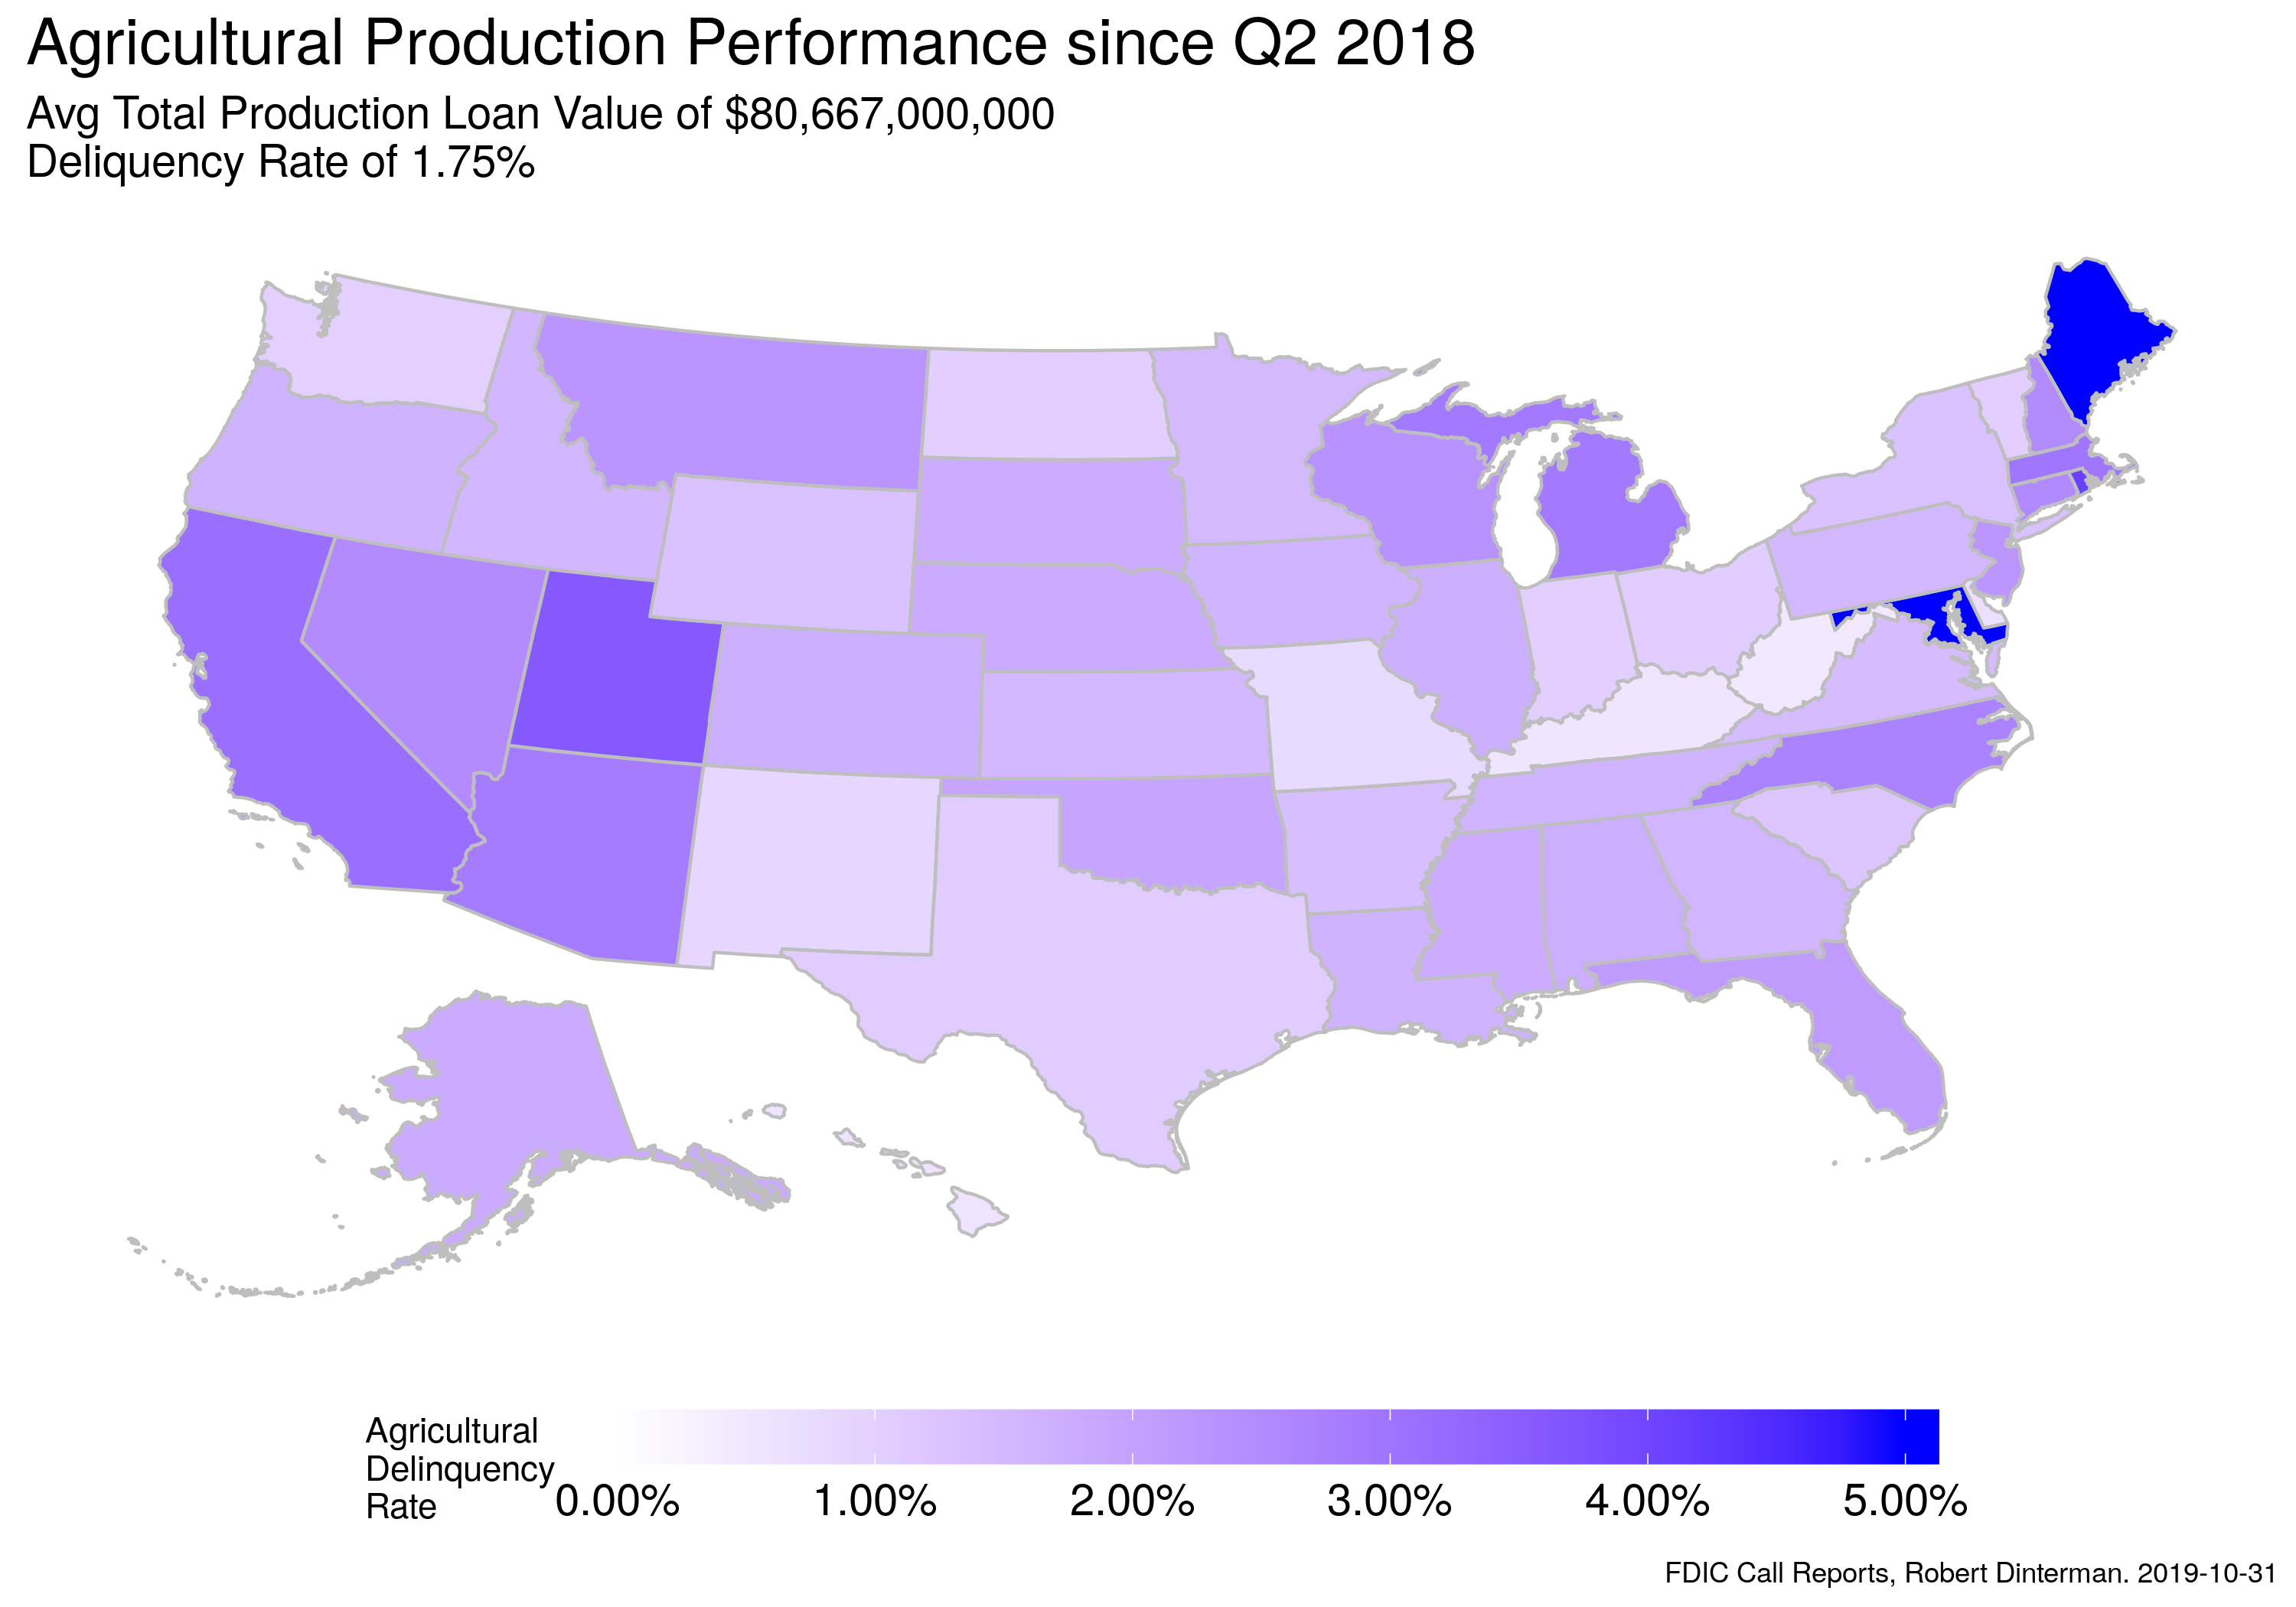 Agricultural Production Performance since Q2 2018
Avg Total Production Loan Value of $80,667,000,000
Deliquency Rate of 1.75%
Agricultural
Delinquency
Rate
0.00% 1.00% 2.00% 3.00% 4.00% 5.00%
FDIC Call Reports, Robert Dinterman. 2019-10-31